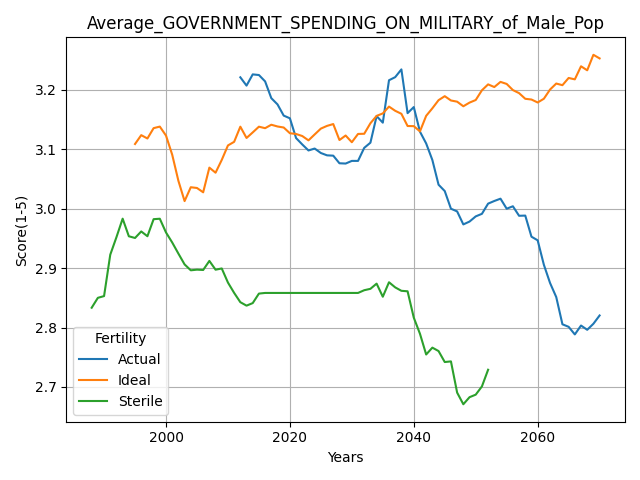 Average_GOVERNMENT_SPENDING_ON_MILITARY_of_Male_Pop
Score(1-5)
3.2
3.1
3.0
2.9
2.8
2.7
Fertility
Actual
Ideal
Sterile
2000 2020 2040 2060
Years